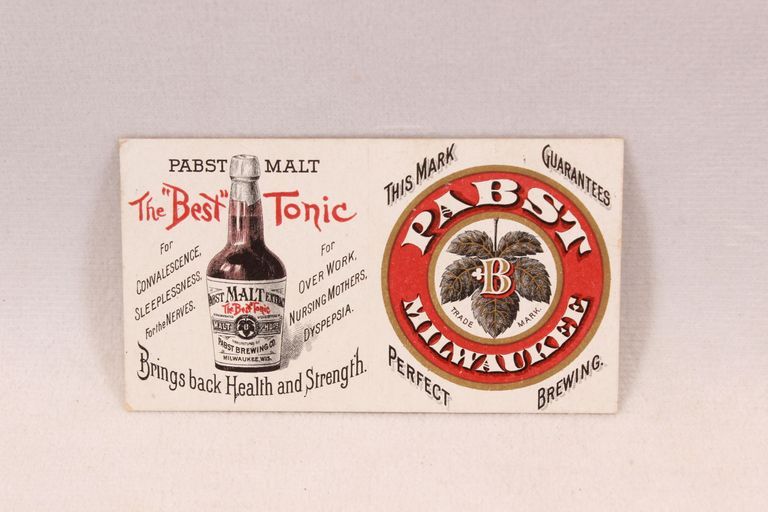 PABST MALT
The "Best" Tonic
For
CONVALESCENCE,
SLEEPLESSNESS,
For the NERVES.
For
OVER WORK,
NURSING MOTHERS,
DYSPEPSIA.
PABST MALT EXTRACT
The Best Tonic
MALT
PABST BREWING CO.
MILWAUKEE, WIS.
Brings back Health and Strength.
THIS MARK
GUARANTEES
PABST
+B
TRADE MARK.
MILWAUKEE
PERFECT
BREWING.